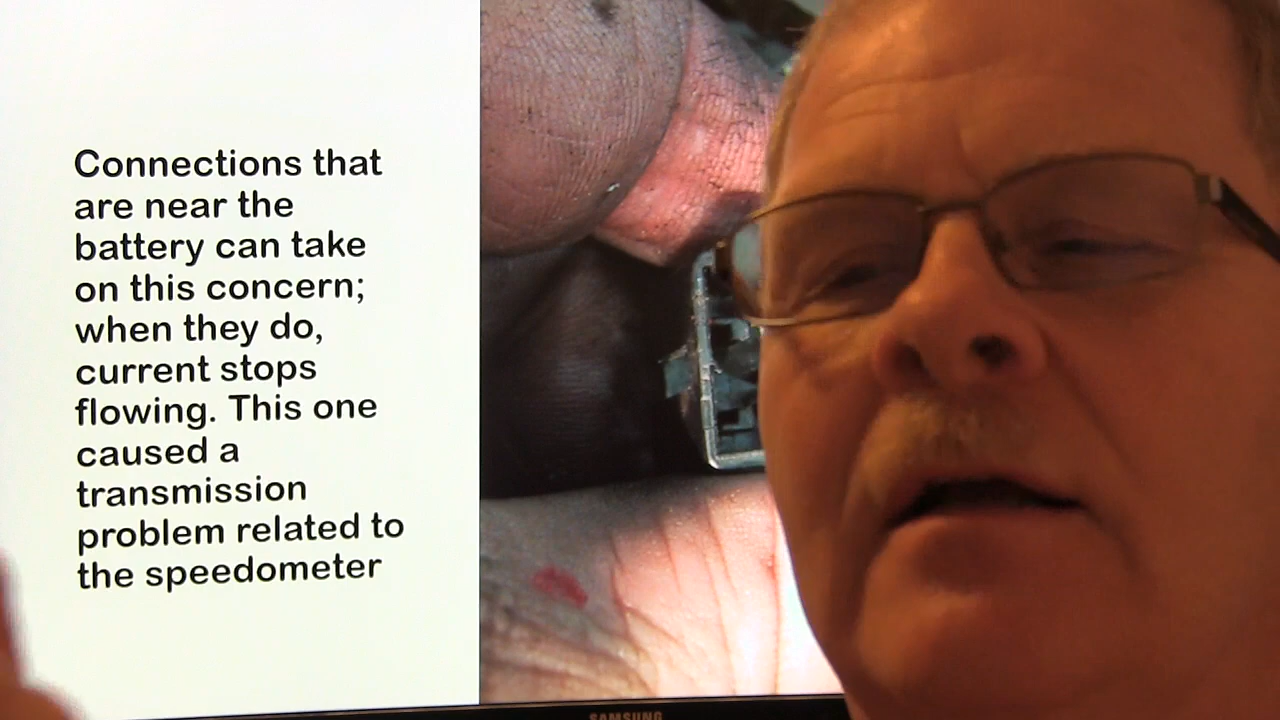 Connections that
are near the
battery can take
on this concern;
when they do,
current stops
flowing. This one
caused a
transmission
problem related to
the speedometer
SAMSUNG